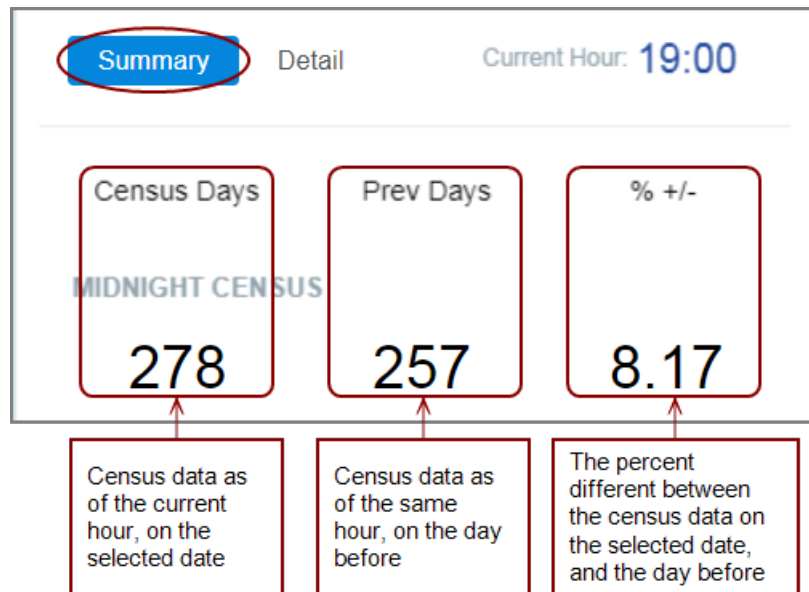 Summary Detail Current Hour: 19:00
Census Days Prev Days % +/-
MIDNIGHT CENSUS
278 257 8.17
Census data as
of the current
hour, on the
selected date
Census data as
of the same
hour, on the day
before
The percent
different between
the census data on
the selected date,
and the day before